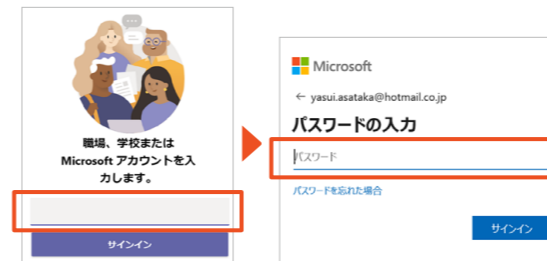 職場、学校または
Microsoft アカウントを入
力します。
サインイン
Microsoft
← yasui.asataka@hotmail.co.jp
パスワードの入力
パスワード
パスワードを忘れた場合
サインイン